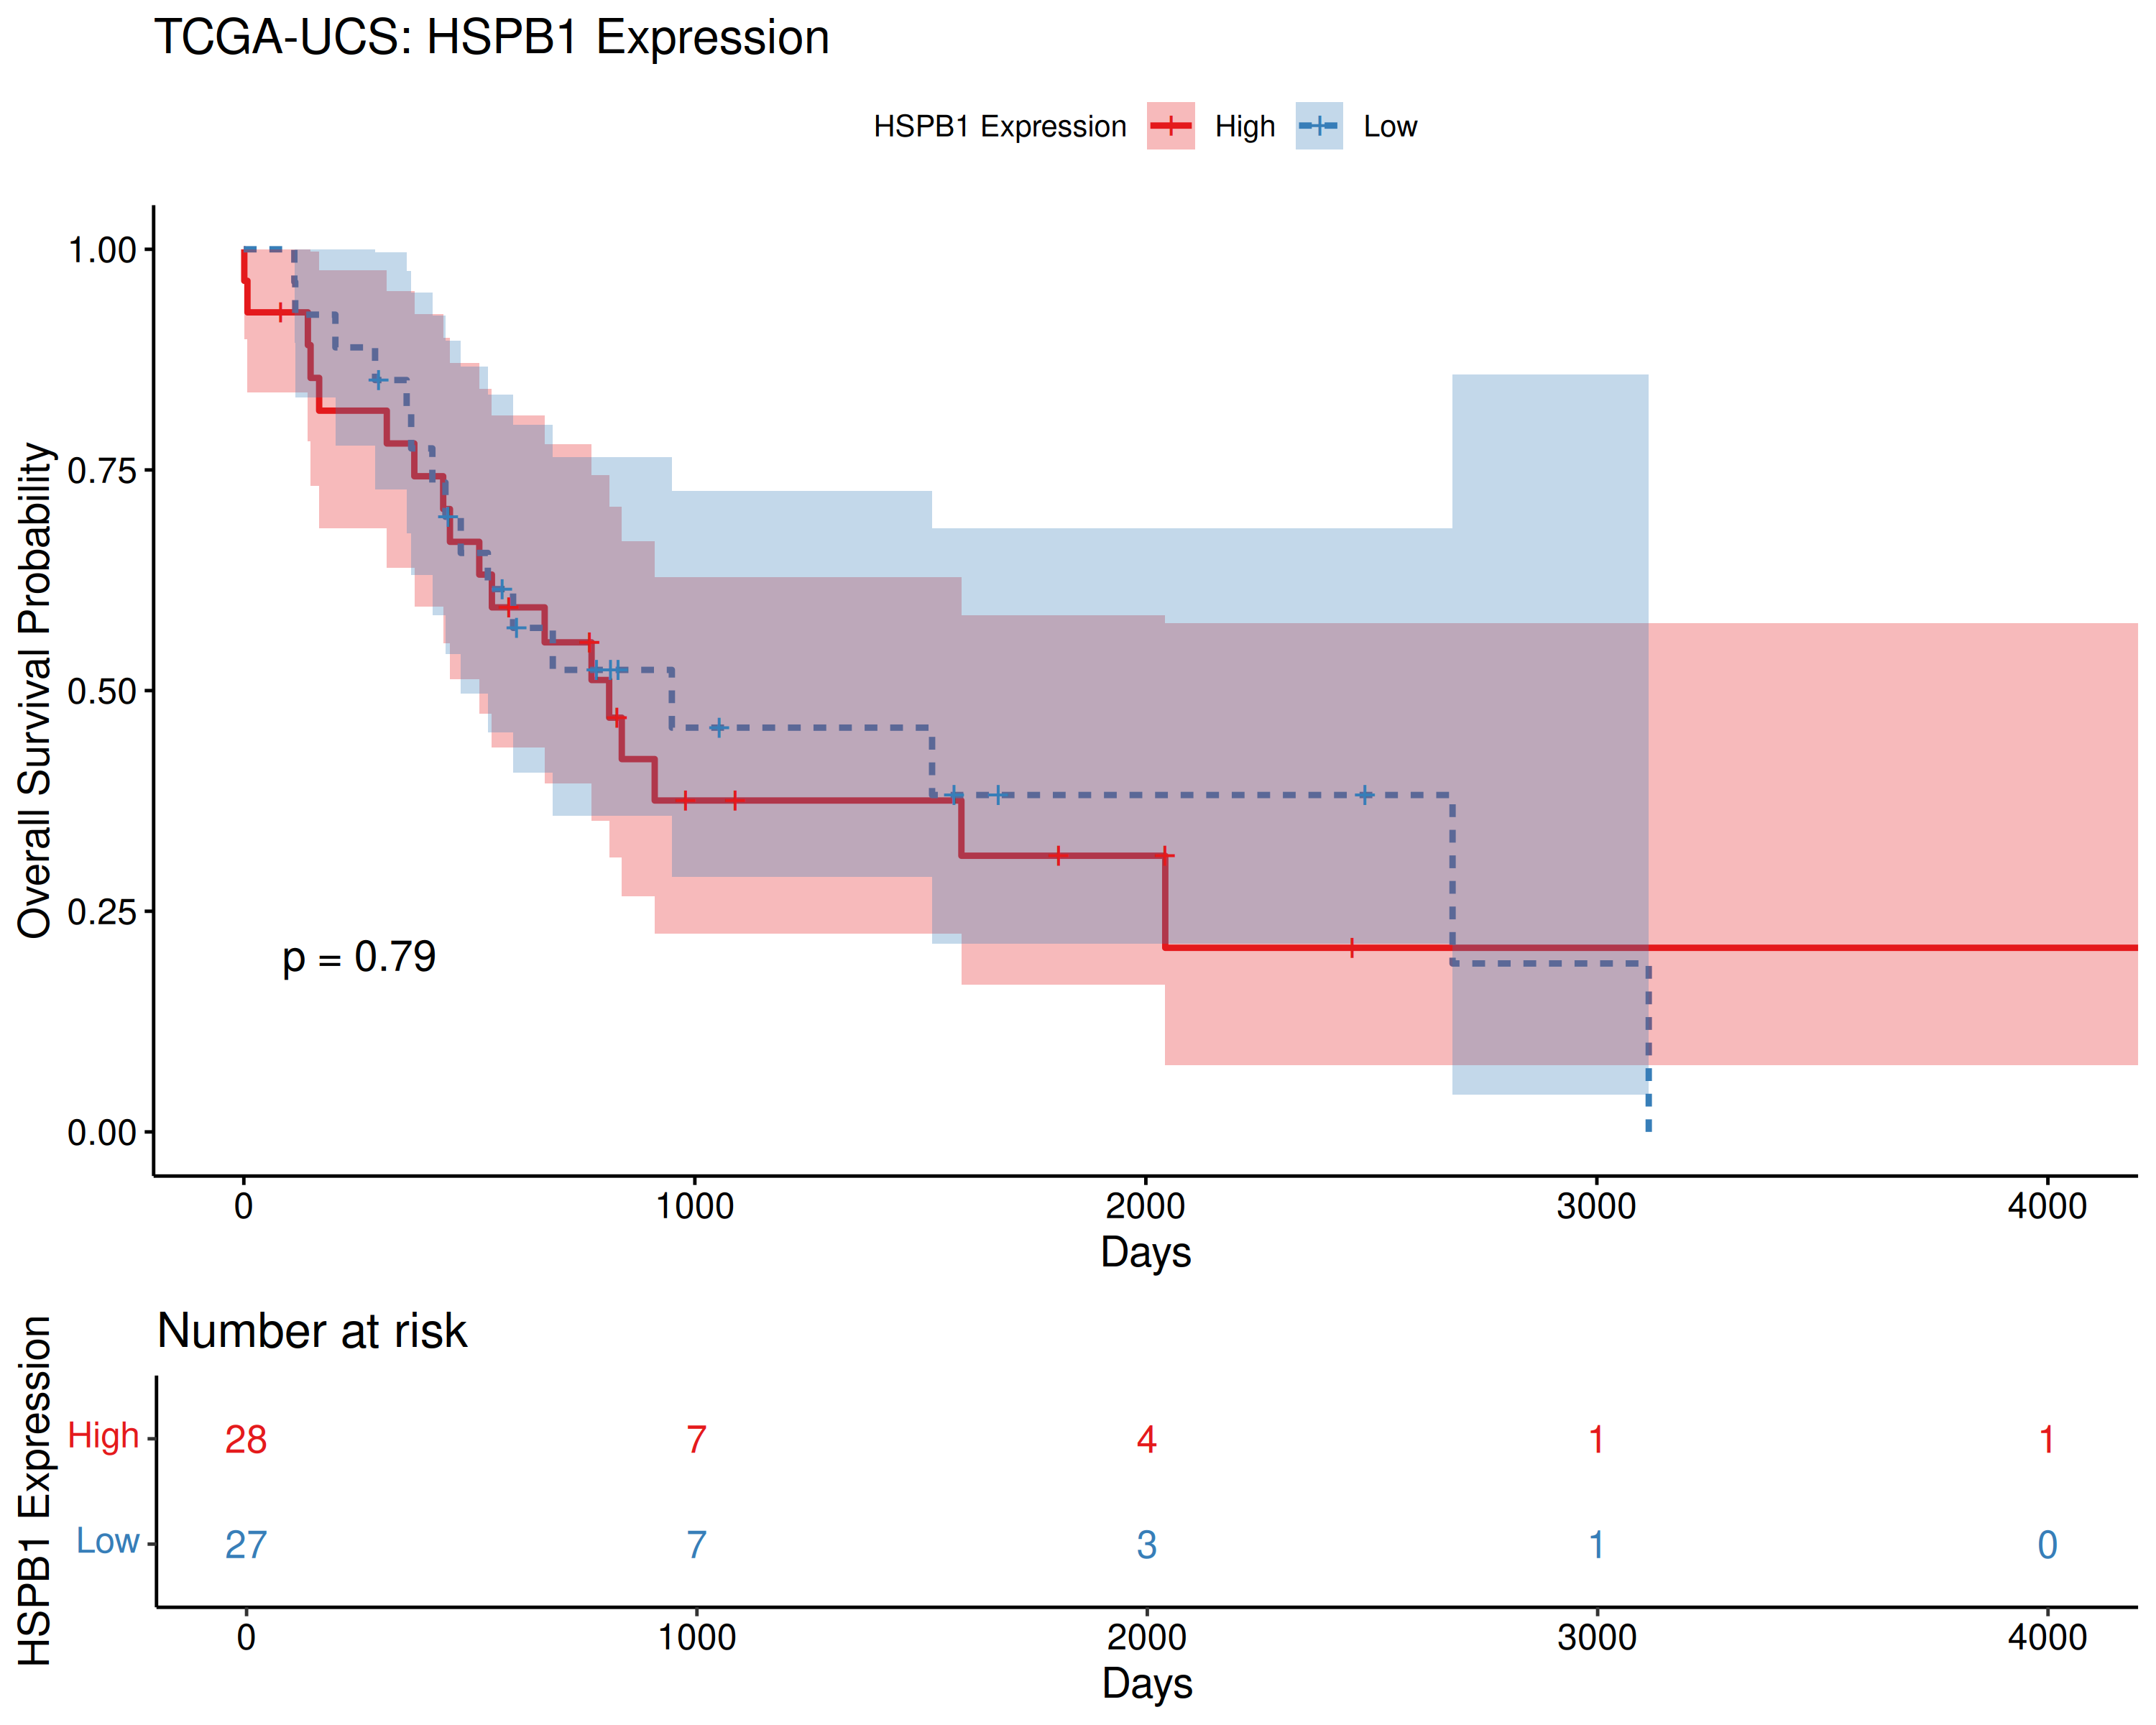 TCGA-UCS: HSPB1 Expression
HSPB1 Expression High Low
Overall Survival Probability
1.00
0.75
0.50
0.25
0.00
p = 0.79
0 1000 2000 3000 4000
Days
Number at risk
HSPB1 Expression
High 28 7 4 1 1
Low 27 7 3 1 0
0 1000 2000 3000 4000
Days